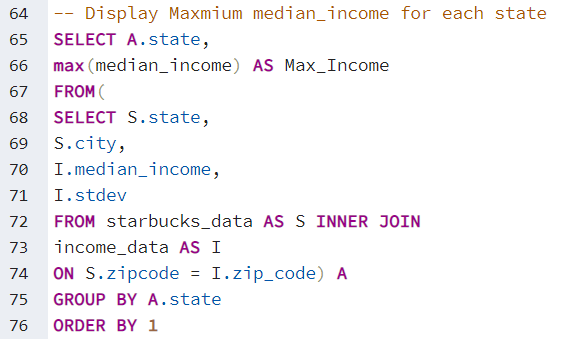 64 -- Display Maxmium median_income for each state
65 SELECT A.state,
66 max(median_income) AS Max_Income
67 FROM(
68 SELECT S.state,
69 S.city,
70 I.median_income,
71 I.stdev
72 FROM starbucks_data AS S INNER JOIN
73 income_data AS I
74 ON S.zipcode = I.zip_code) A
75 GROUP BY A.state
76 ORDER BY 1